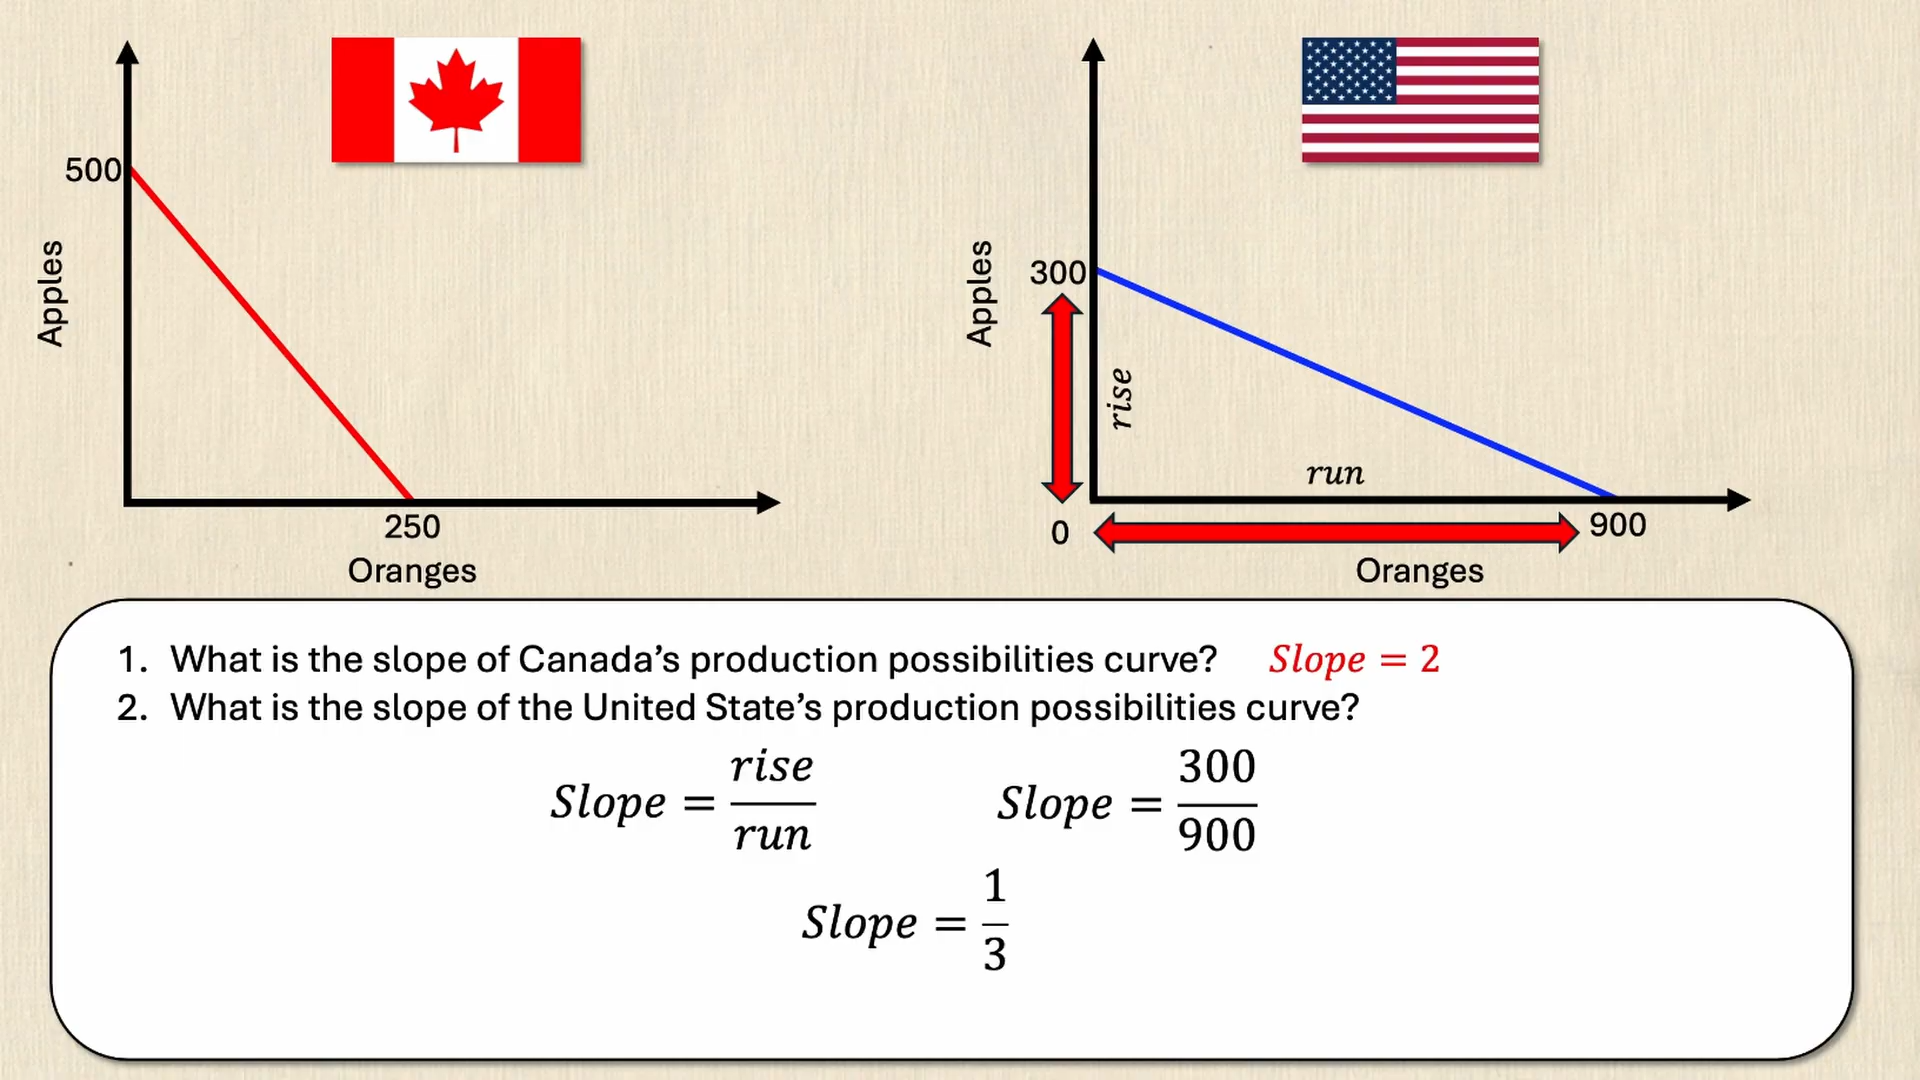 500
Apples
250
Oranges
300
Apples
rise
run
0
900
Oranges
1. What is the slope of Canada’s production possibilities curve? Slope = 2
2. What is the slope of the United State’s production possibilities curve?
Slope = rise/run
Slope = 300/900
Slope = 1/3